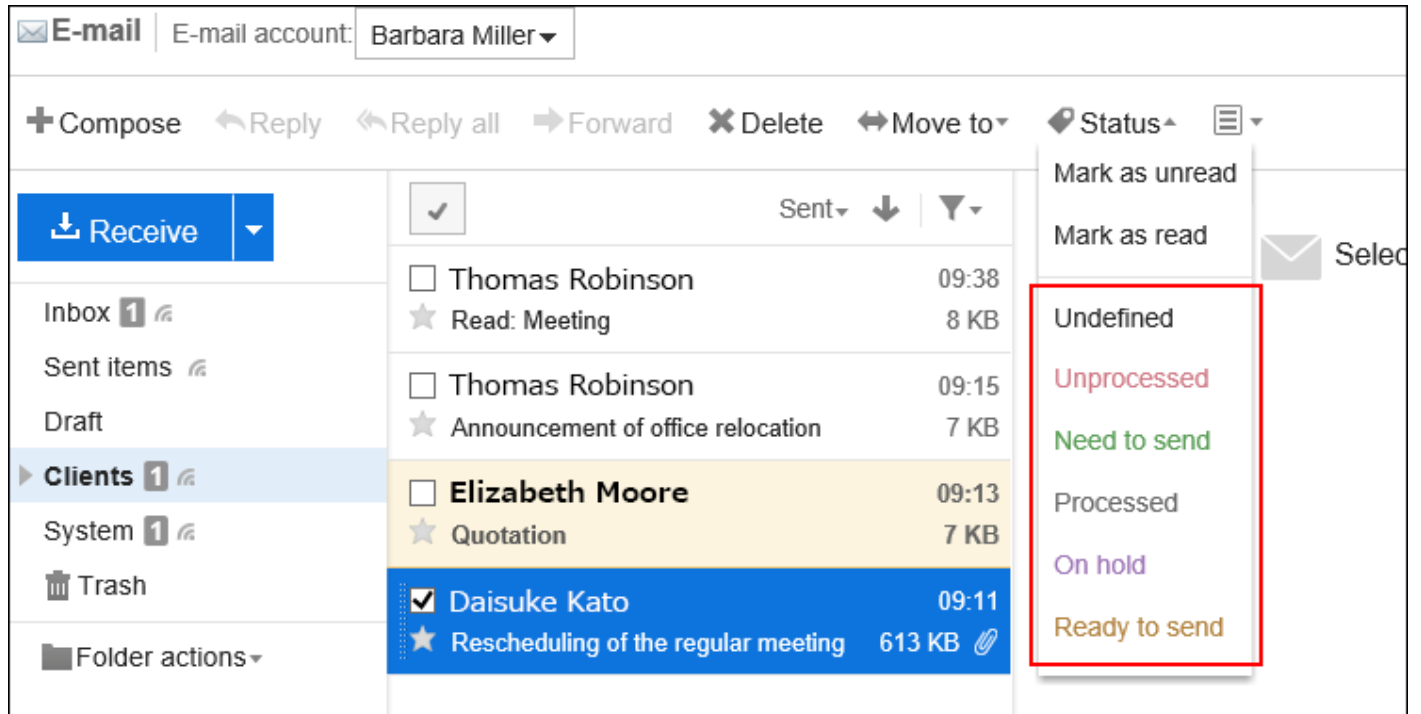 E-mail E-mail account: Barbara Miller
Compose Reply Reply all Forward Delete Move to Status
Receive
Inbox 1
Sent items
Draft
Clients 1
System 1
Trash
Folder actions
Sent
Thomas Robinson 09:38
Read: Meeting 8 KB
Thomas Robinson 09:15
Announcement of office relocation 7 KB
Elizabeth Moore 09:13
Quotation 7 KB
Daisuke Kato 09:11
Rescheduling of the regular meeting 613 KB
Mark as unread
Mark as read
Undefined
Unprocessed
Need to send
Processed
On hold
Ready to send
Selec